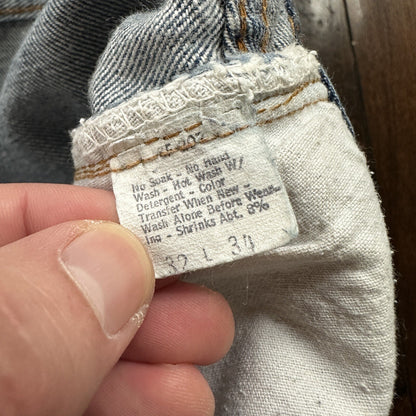 No Soak - No Hand
Wash - Hot Wash W/
Detergent - Color
Transfer When New -
Wash Alone Before Wear-
ing - Shrinks Abt. 8%
32 L 34